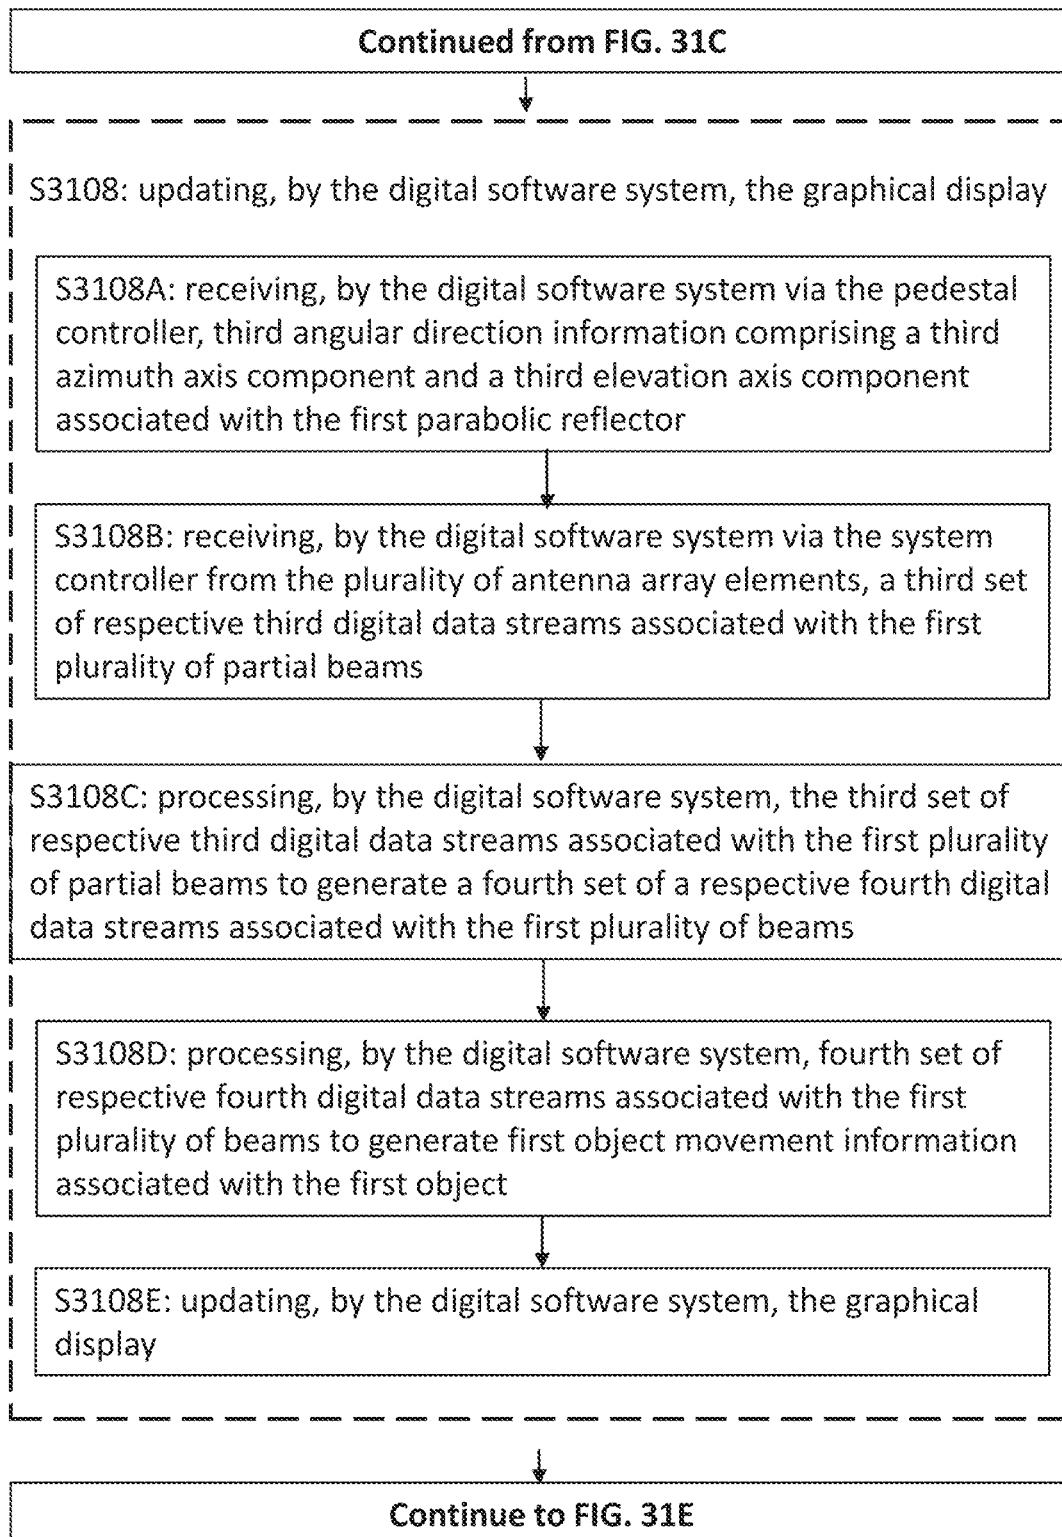 Continued from FIG. 31C
S3108: updating, by the digital software system, the graphical display
S3108A: receiving, by the digital software system via the pedestal
controller, third angular direction information comprising a third
azimuth axis component and a third elevation axis component
associated with the first parabolic reflector
S3108B: receiving, by the digital software system via the system
controller from the plurality of antenna array elements, a third set
of respective third digital data streams associated with the first
plurality of partial beams
S3108C: processing, by the digital software system, the third set of
respective third digital data streams associated with the first plurality
of partial beams to generate a fourth set of a respective fourth digital
data streams associated with the first plurality of beams
S3108D: processing, by the digital software system, fourth set of
respective fourth digital data streams associated with the first
plurality of beams to generate first object movement information
associated with the first object
S3108E: updating, by the digital software system, the graphical
display
Continue to FIG. 31E